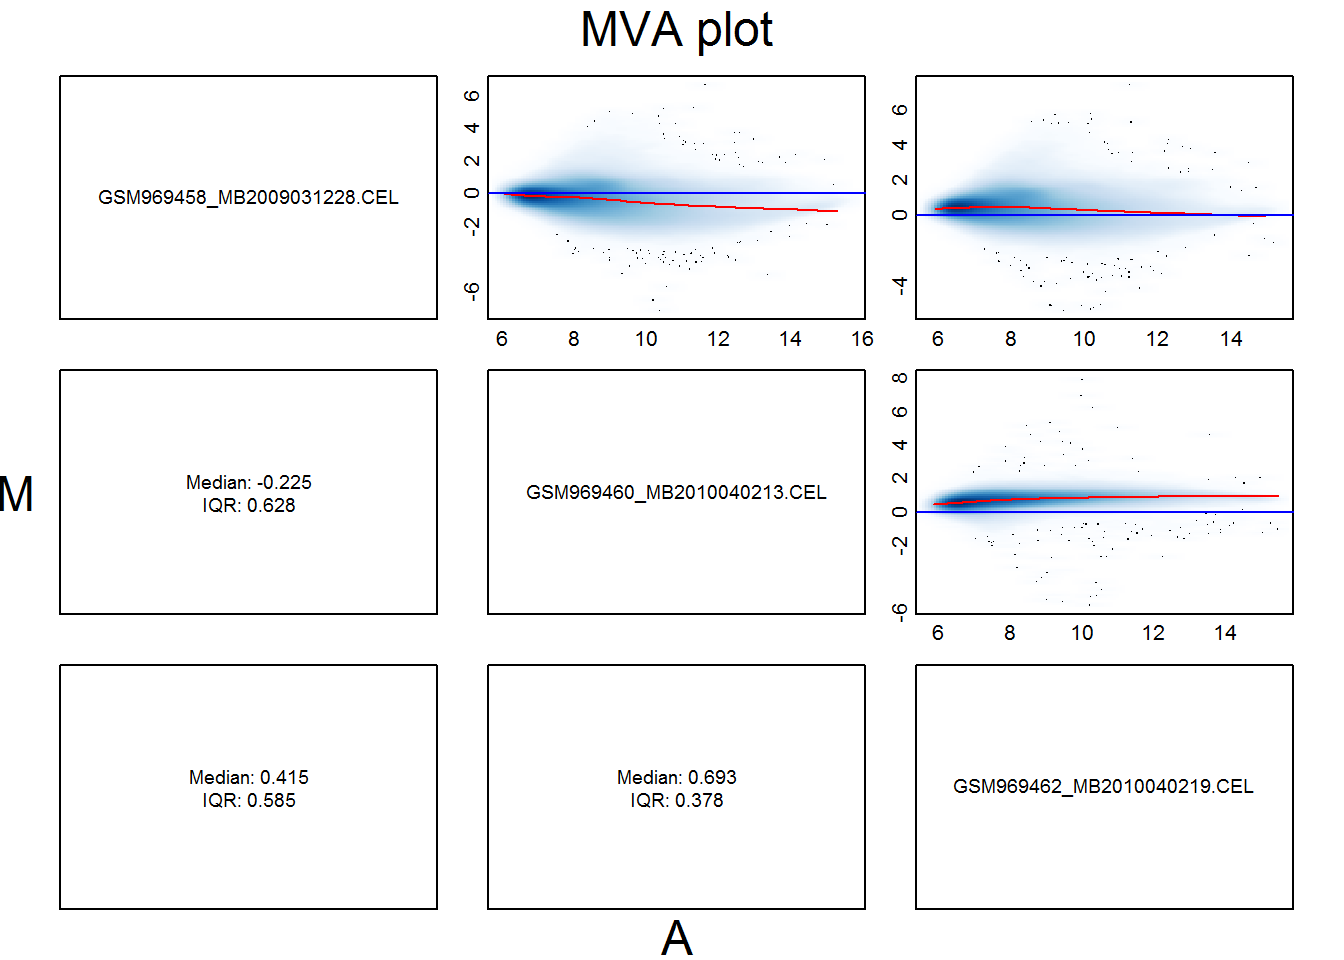 MVA plot
GSM969458_MB2009031228.CEL
6
4
2
0
-2
-6
6 8 10 12 14 16
6
4
2
0
-4
6 8 10 12 14
M
Median: -0.225
IQR: 0.628
GSM969460_MB2010040213.CEL
8
6
4
2
0
-2
-6
6 8 10 12 14
Median: 0.415
IQR: 0.585
Median: 0.693
IQR: 0.378
GSM969462_MB2010040219.CEL
A